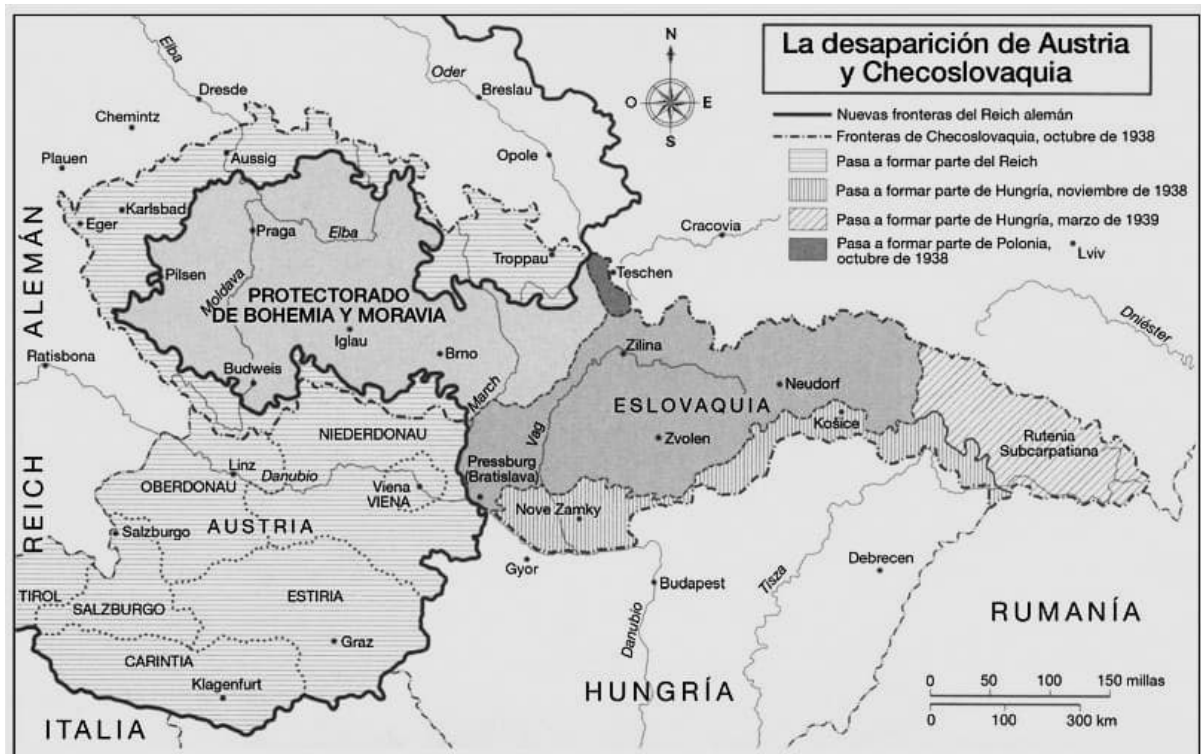 La desaparición de Austria
y Checoslovaquia
Nuevas fronteras del Reich alemán
Fronteras de Checoslovaquia, octubre de 1938
Pasa a formar parte del Reich
Pasa a formar parte de Hungría, noviembre de 1938
Pasa a formar parte de Hungría, marzo de 1939
Pasa a formar parte de Polonia,
octubre de 1938
N
O
E
S
Elba
Oder
Dresde
Breslau
Chemintz
Plauen
Aussig
Opole
Karlsbad
Eger
Praga
Elba
Troppau
Cracovia
Lviv
Teschen
Pilsen
Moldava
PROTECTORADO
DE BOHEMIA Y MORAVIA
Iglau
Brno
Zilina
Dniéster
Ratisbona
Budweis
March
Neudorf
ESLOVAQUIA
Vag
Zvolen
Košice
Rutenia
Subcarpatiana
REICH ALEMÁN
NIEDERDONAU
Linz
Danubio
OBERDONAU
Viena
VIENA
Pressburg
(Bratislava)
Nove Zamky
AUSTRIA
Salzburgo
Gyor
Budapest
Tisza
Debrecen
TIROL
SALZBURGO
ESTIRIA
Graz
Danubio
RUMANÍA
CARINTIA
Klagenfurt
HUNGRÍA
ITALIA
0 50 100 150 millas
0 100 300 km